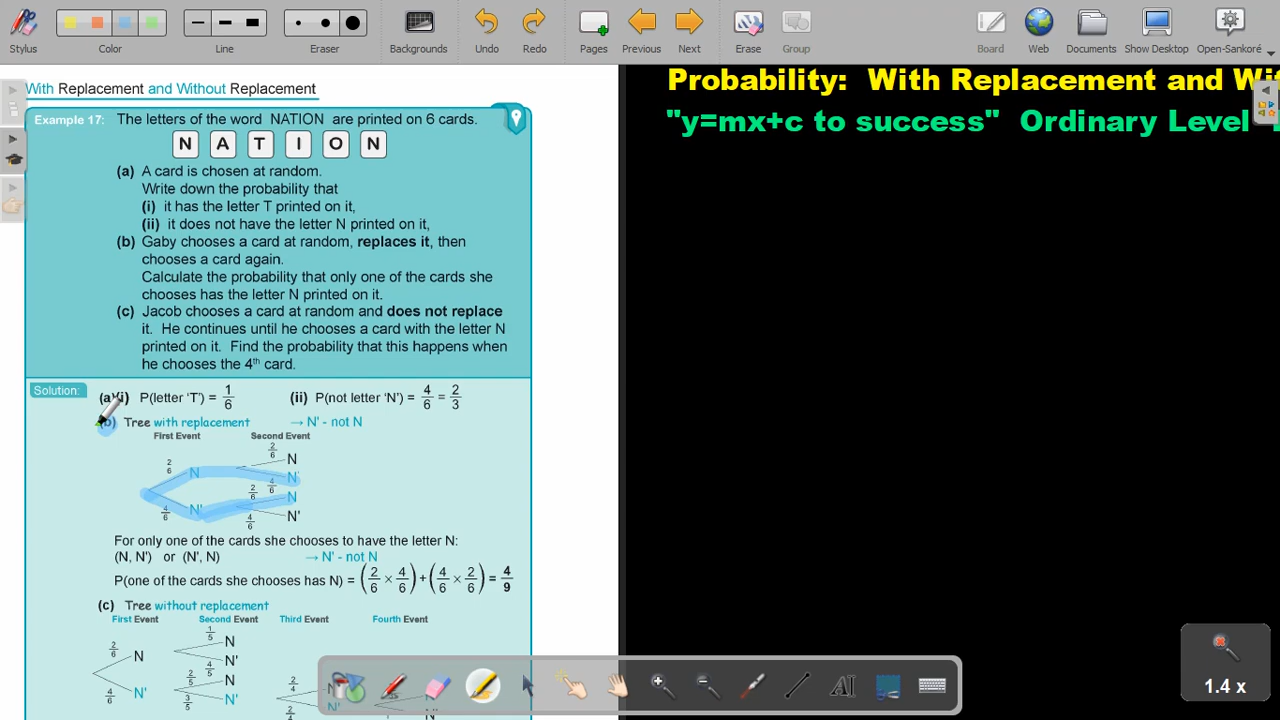 Stylus Color Line Eraser Backgrounds Undo Redo Pages Previous Next Erase Group Board Web Documents Show Desktop Open-Sankoré
With Replacement and Without Replacement
Example 17: The letters of the word NATION are printed on 6 cards.
N A T I O N
(a) A card is chosen at random.
Write down the probability that
(i) it has the letter T printed on it,
(ii) it does not have the letter N printed on it,
(b) Gaby chooses a card at random, replaces it, then
chooses a card again.
Calculate the probability that only one of the cards she
chooses has the letter N printed on it.
(c) Jacob chooses a card at random and does not replace
it. He continues until he chooses a card with the letter N
printed on it. Find the probability that this happens when
he chooses the 4th card.
Solution:
(a)(i) P(letter ‘T’) = 1/6 (ii) P(not letter ‘N’) = 4/6 = 2/3
(b) Tree with replacement → N' - not N
First Event Second Event
2/6 N 2/6 N
4/6 N'
4/6 N' 2/6 N
4/6 N'
For only one of the cards she chooses to have the letter N:
(N, N') or (N', N) → N' - not N
P(one of the cards she chooses has N) = (2/6 × 4/6) + (4/6 × 2/6) = 4/9
(c) Tree without replacement
First Event Second Event Third Event Fourth Event
2/6 N 1/5 N
4/5 N'
4/6 N' 2/5 N
3/5 N'
2/4
2/4 N'
Probability: With Replacement and Wi
"y=mx+c to success" Ordinary Level
1.4 x